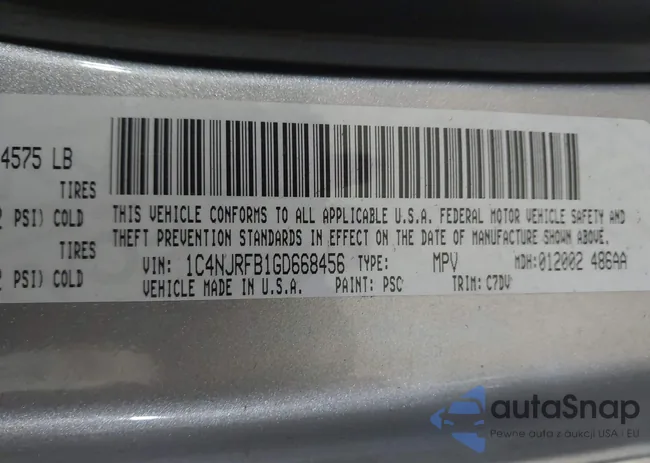 4575 LB
TIRES
PSI) COLD
TIRES
PSI) COLD
THIS VEHICLE CONFORMS TO ALL APPLICABLE U.S.A. FEDERAL MOTOR VEHICLE SAFETY AND
THEFT PREVENTION STANDARDS IN EFFECT ON THE DATE OF MANUFACTURE SHOWN ABOVE.
VIN: 1C4NJRFB1GD668456 TYPE: MPV MDH:012002 486AA
VEHICLE MADE IN U.S.A. PAINT: PSC TRIM: C7DV
autaSnap
Pewne auta z aukcji USA - EU